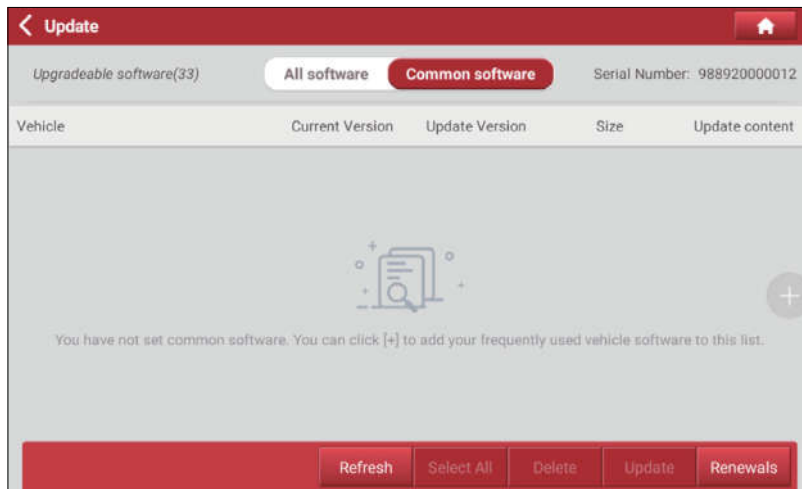 Update
Upgradeable software(33) All software Common software Serial Number: 988920000012
Vehicle Current Version Update Version Size Update content
+
You have not set common software. You can click [+] to add your frequently used vehicle software to this list.
Refresh Select All Delete Update Renewals